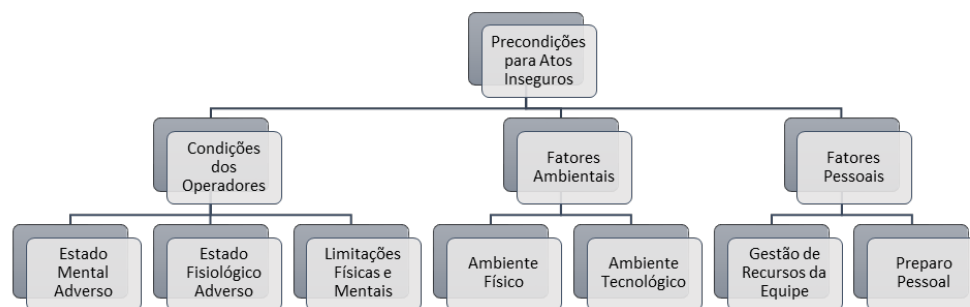 Precondições
para Atos
Inseguros
Condições
dos
Operadores
Fatores
Ambientais
Fatores
Pessoais
Estado
Mental
Adverso
Estado
Fisiológico
Adverso
Limitações
Físicas e
Mentais
Ambiente
Físico
Ambiente
Tecnológico
Gestão de
Recursos da
Equipe
Preparo
Pessoal